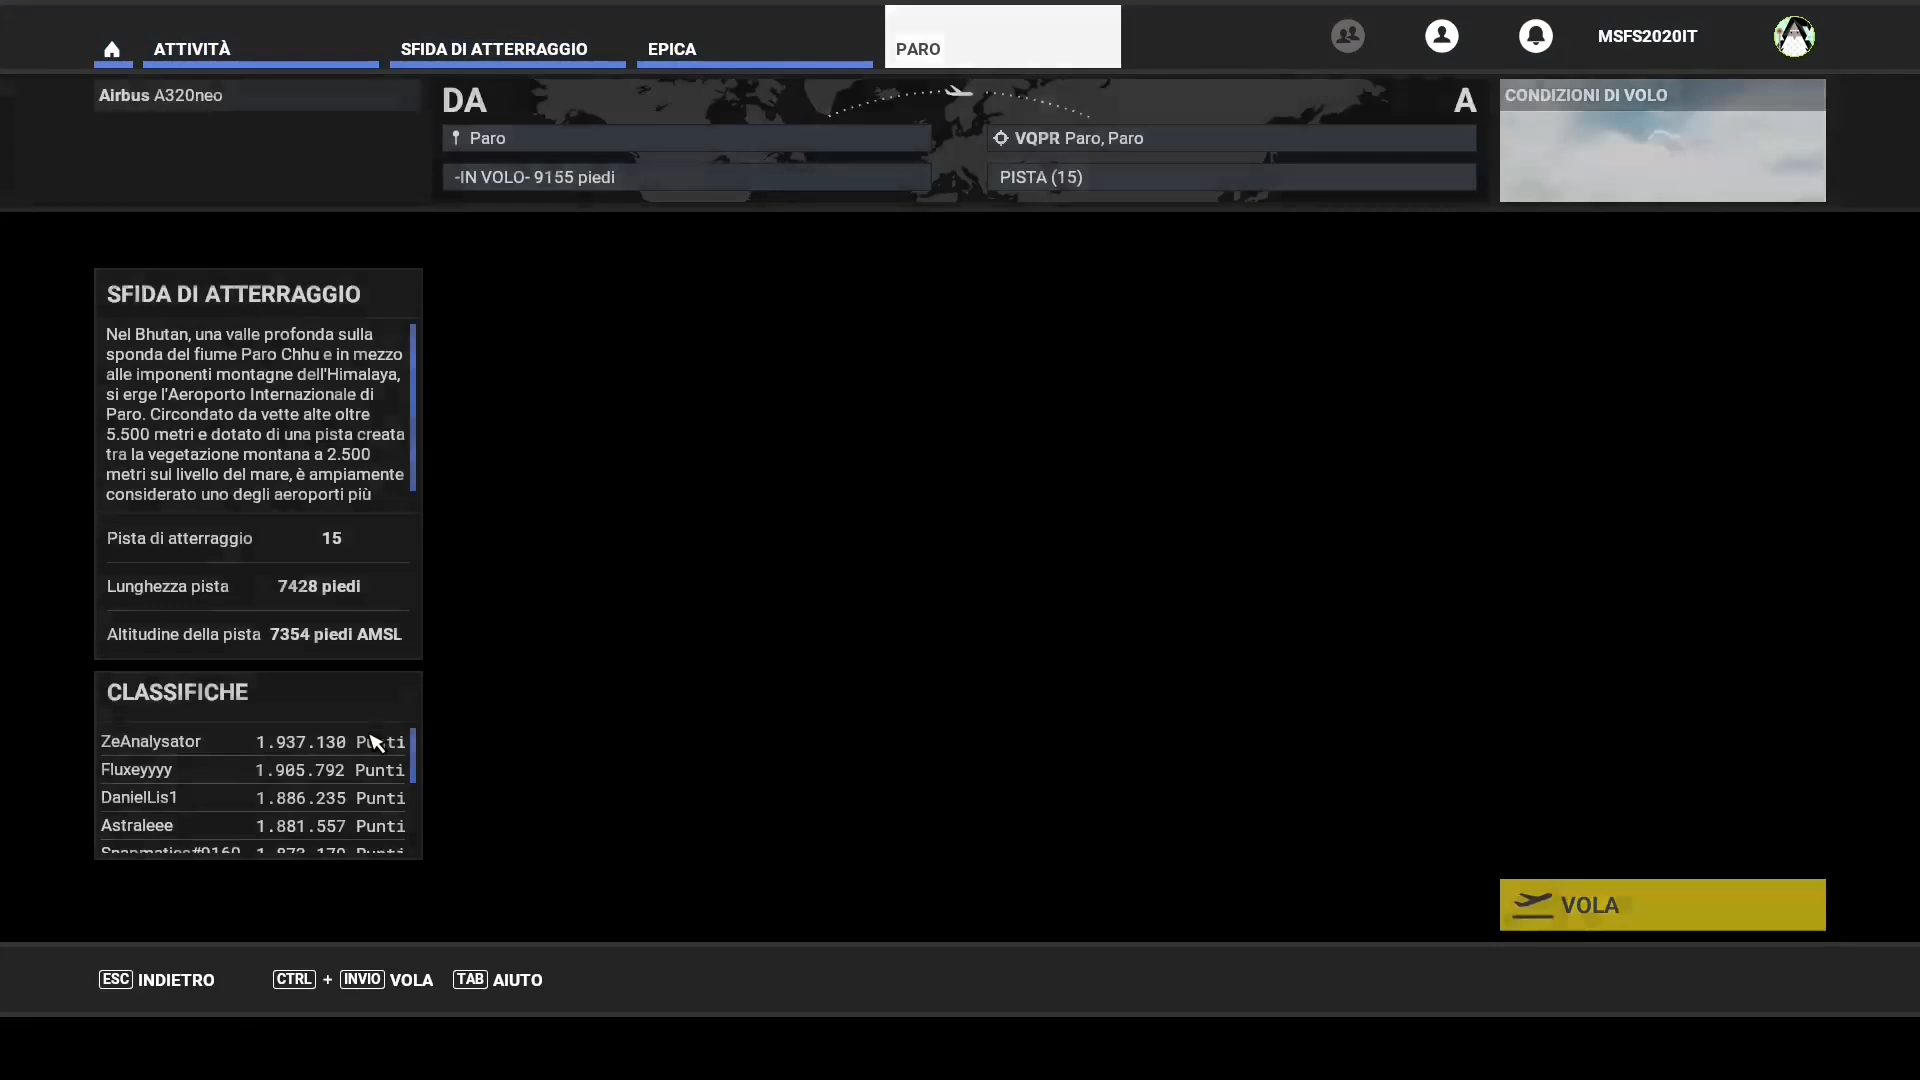 ATTIVITÀ
SFIDA DI ATTERRAGGIO
EPICA
PARO
MSFS2020IT
Airbus A320neo
DA
A
Paro
VQPR Paro, Paro
-IN VOLO- 9155 piedi
PISTA (15)
CONDIZIONI DI VOLO
SFIDA DI ATTERRAGGIO
Nel Bhutan, una valle profonda sulla
sponda del fiume Paro Chhu e in mezzo
alle imponenti montagne dell'Himalaya,
si erge l'Aeroporto Internazionale di
Paro. Circondato da vette alte oltre
5.500 metri e dotato di una pista creata
tra la vegetazione montana a 2.500
metri sul livello del mare, è ampiamente
considerato uno degli aeroporti più
Pista di atterraggio 15
Lunghezza pista 7428 piedi
Altitudine della pista 7354 piedi AMSL
CLASSIFICHE
ZeAnalysator 1.937.130 Punti
Fluxeyyyy 1.905.792 Punti
DanielLis1 1.886.235 Punti
Astraleee 1.881.557 Punti
VOLA
ESC INDIETRO
CTRL + INVIO VOLA
TAB AIUTO